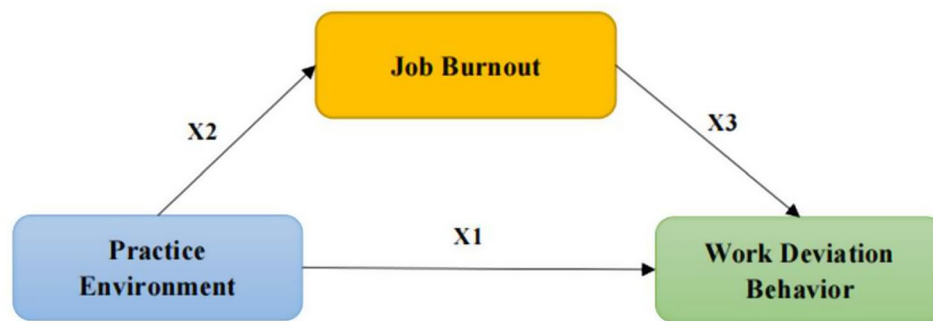 Job Burnout
X2
X3
Practice
Environment
X1
Work Deviation
Behavior